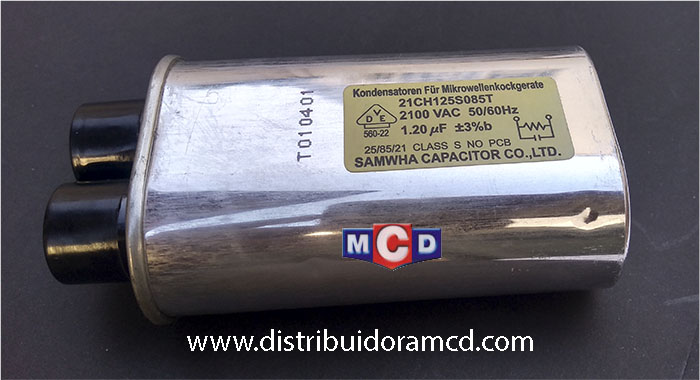 Kondensatoren Für Mikrowellenkockgerate
21CH125S085T
2100 VAC 50/60Hz
1.20 µF ±3%b
D V E
560-22
25/85/21 CLASS S NO PCB
SAMWHA CAPACITOR CO.,LTD.
T010401
MCD
www.distribuidoramcd.com